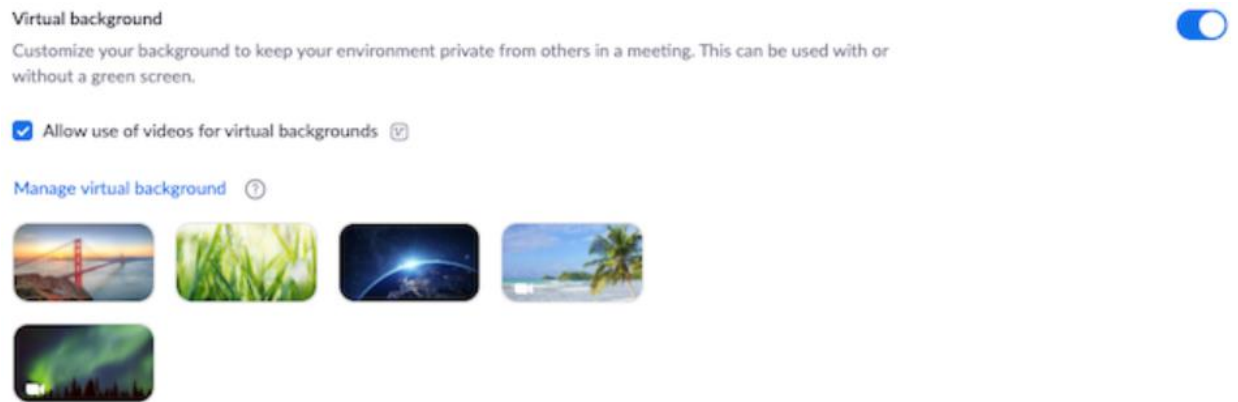 Virtual background
Customize your background to keep your environment private from others in a meeting. This can be used with or
without a green screen.
Allow use of videos for virtual backgrounds
Manage virtual background